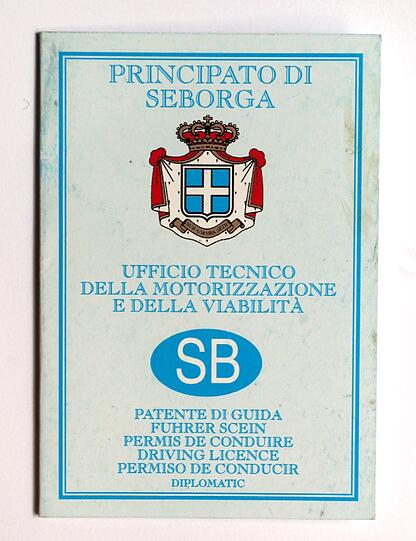 PRINCIPATO DI
SEBORGA
UFFICIO TECNICO
DELLA MOTORIZZAZIONE
E DELLA VIABILITÀ
SB
PATENTE DI GUIDA
FUHRER SCEIN
PERMIS DE CONDUIRE
DRIVING LICENCE
PERMISO DE CONDUCIR
DIPLOMATIC